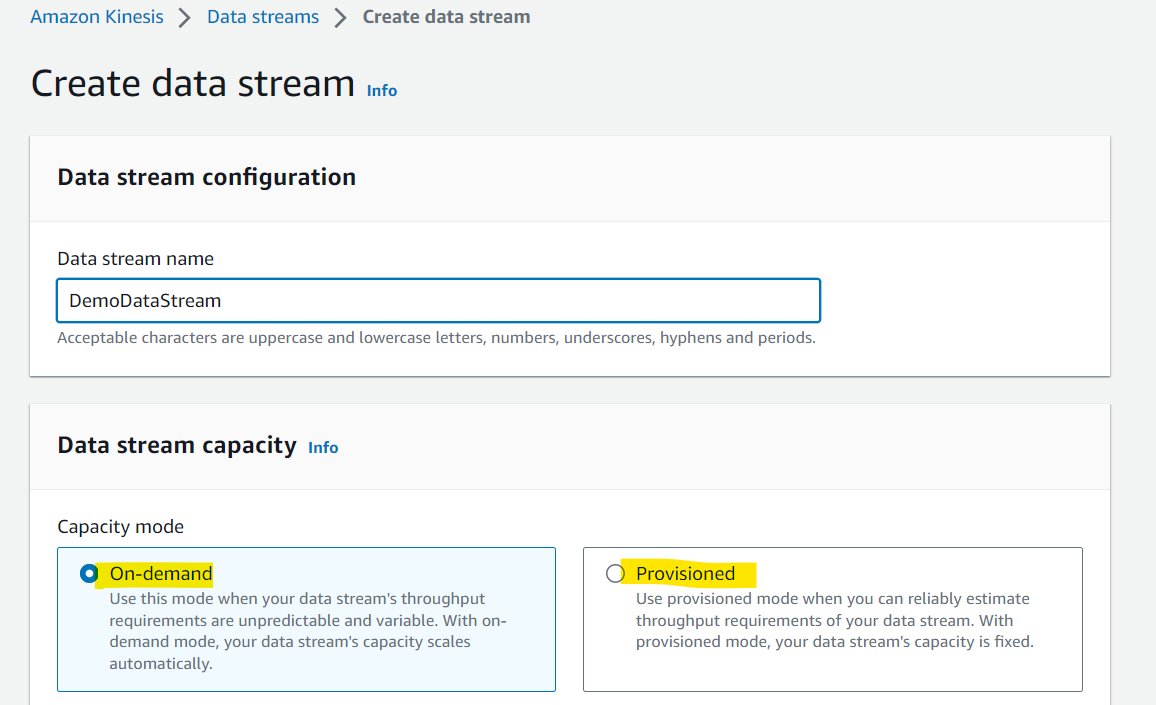 Amazon Kinesis > Data streams > Create data stream
Create data stream Info
Data stream configuration
Data stream name
DemoDataStream
Acceptable characters are uppercase and lowercase letters, numbers, underscores, hyphens and periods.
Data stream capacity Info
Capacity mode
On-demand
Use this mode when your data stream's throughput
requirements are unpredictable and variable. With on-
demand mode, your data stream's capacity scales
automatically.
Provisioned
Use provisioned mode when you can reliably estimate
throughput requirements of your data stream. With
provisioned mode, your data stream's capacity is fixed.